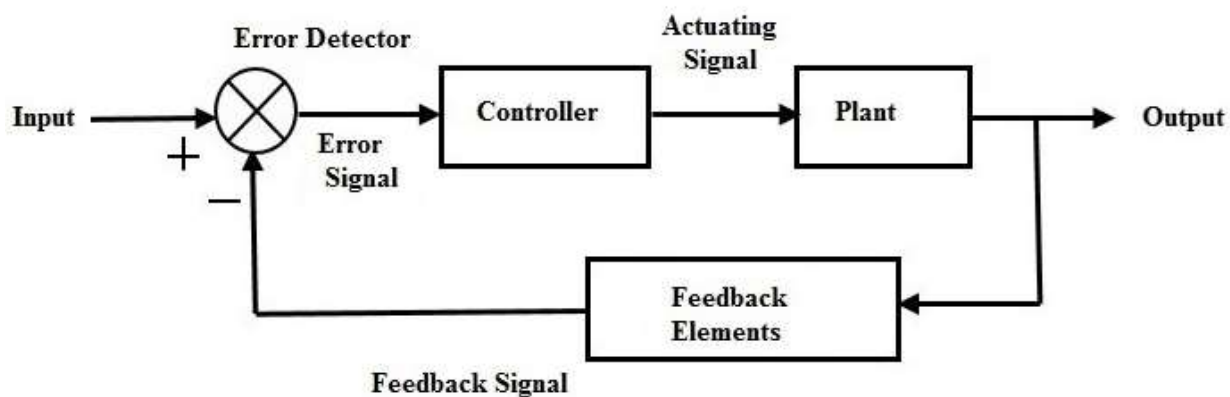 Error Detector
Actuating
Signal
Input
+
Error
Signal
Controller
Plant
Output
−
Feedback
Elements
Feedback Signal